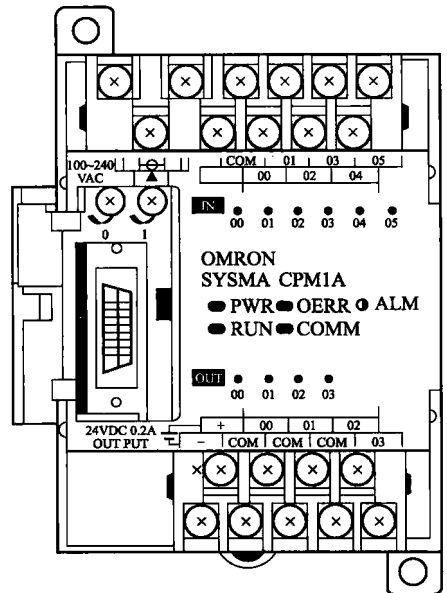 100~240
VAC
COM 01 03 05
00 02 04
IN
00 01 02 03 04 05
0 1
OMRON
SYSMA CPM1A
PWR OERR ALM
RUN COMM
OUT
00 01 02 03
24VDC 0.2A
OUT PUT
+ 00 01 02
− COM COM COM 03